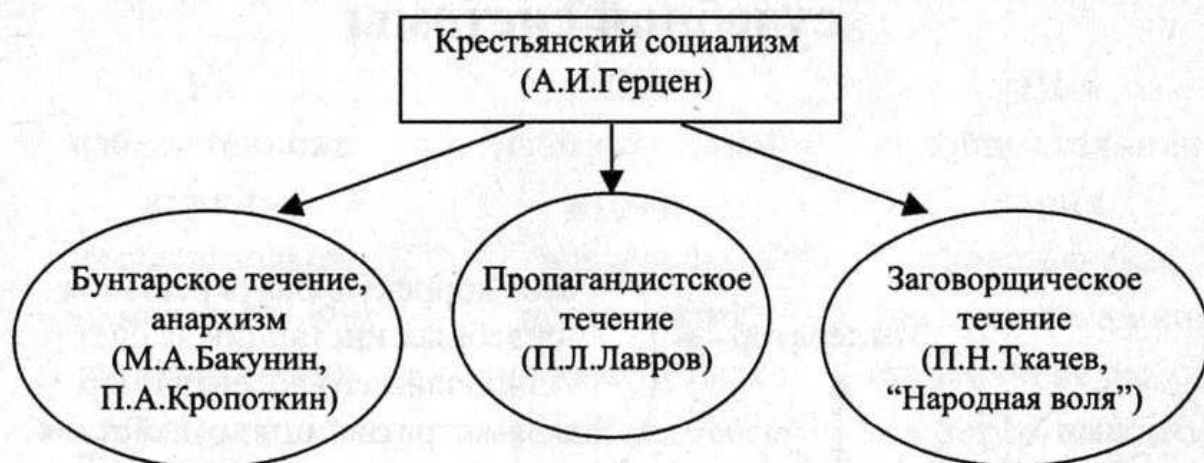 Крестьянский социализм
(А.И.Герцен)
Бунтарское течение,
анархизм
(М.А.Бакунин,
П.А.Кропоткин)
Пропагандистское
течение
(П.Л.Лавров)
Заговорщическое
течение
(П.Н.Ткачев,
“Народная воля”)